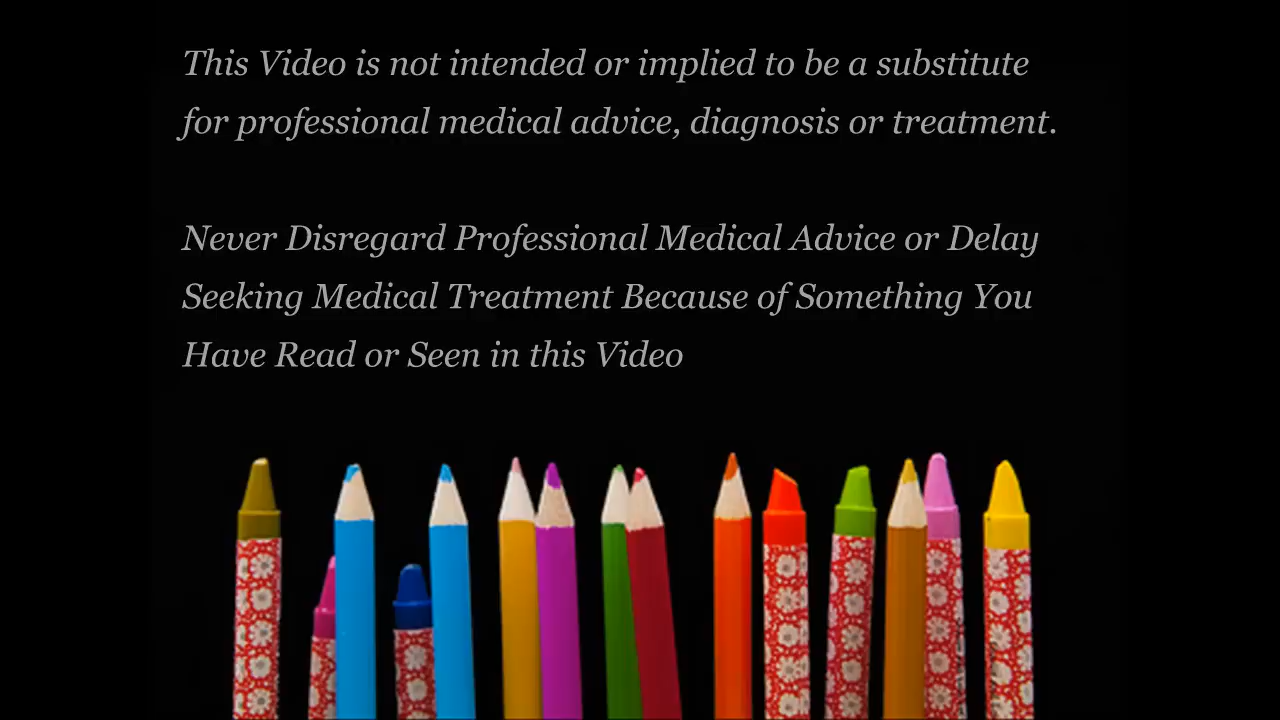 This Video is not intended or implied to be a substitute
for professional medical advice, diagnosis or treatment.
Never Disregard Professional Medical Advice or Delay
Seeking Medical Treatment Because of Something You
Have Read or Seen in this Video